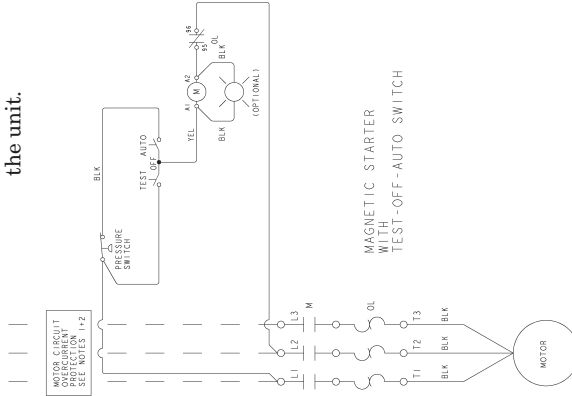 the unit.
MOTOR CIRCUIT
OVERCURRENT
PROTECTION
SEE NOTES 1+2
PRESSURE
SWITCH
BLK
TEST
OFF
AUTO
YEL
A1
M
A2
95
96
OL
BLK
BLK
(OPTIONAL)
L1
L2
L3
M
OL
T1
T2
T3
BLK
BLK
BLK
MOTOR
MAGNETIC STARTER
WITH
TEST-OFF-AUTO SWITCH